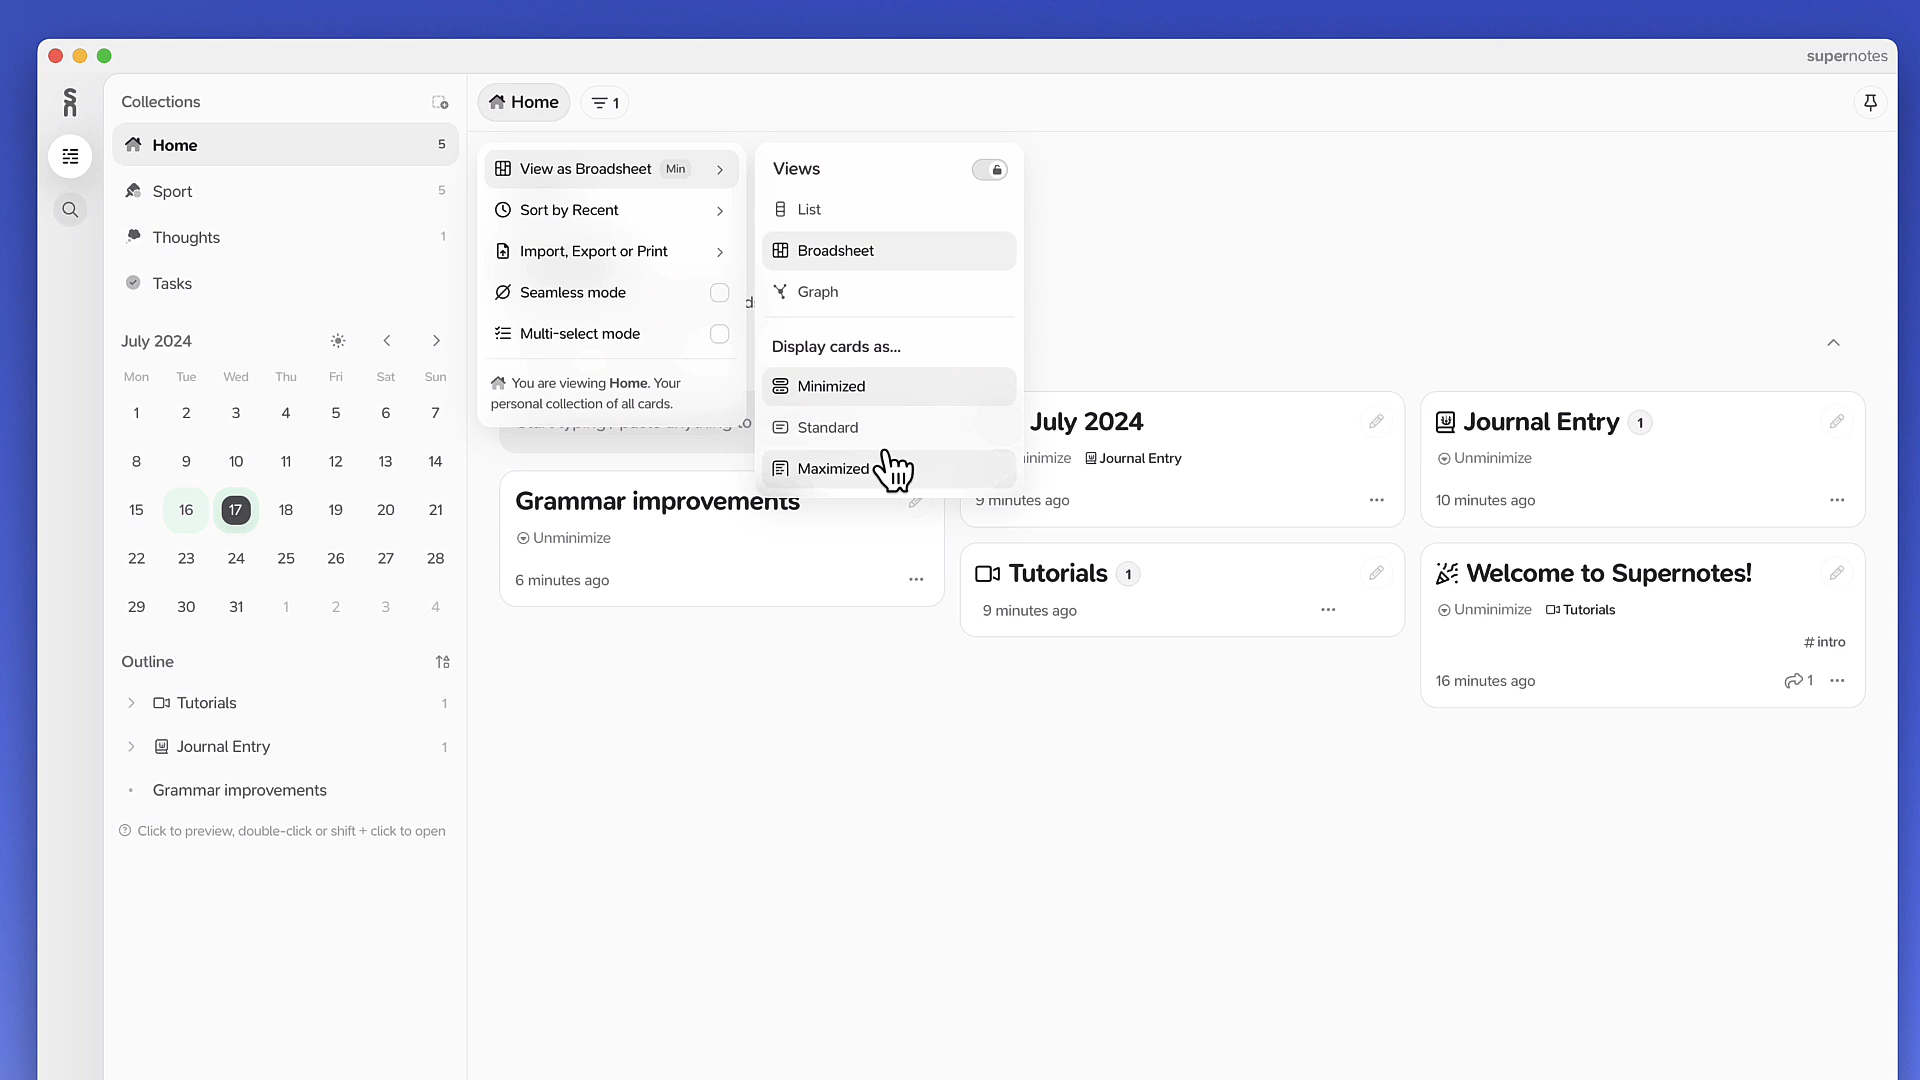 supernotes
Collections
Home 5
Sport 5
Thoughts 1
Tasks
July 2024
Mon Tue Wed Thu Fri Sat Sun
1 2 3 4 5 6 7
8 9 10 11 12 13 14
15 16 17 18 19 20 21
22 23 24 25 26 27 28
29 30 31 1 2 3 4
Outline
Tutorials 1
Journal Entry 1
Grammar improvements
Click to preview, double-click or shift + click to open
Home 1
View as Broadsheet Min
Sort by Recent
Import, Export or Print
Seamless mode
Multi-select mode
You are viewing Home. Your
personal collection of all cards.
Views
List
Broadsheet
Graph
Display cards as...
Minimized
Standard
Maximized
Grammar improvements
Unminimize
6 minutes ago
July 2024
Journal Entry
9 minutes ago
Tutorials 1
9 minutes ago
Journal Entry 1
Unminimize
10 minutes ago
Welcome to Supernotes!
Unminimize Tutorials
# intro
16 minutes ago 1